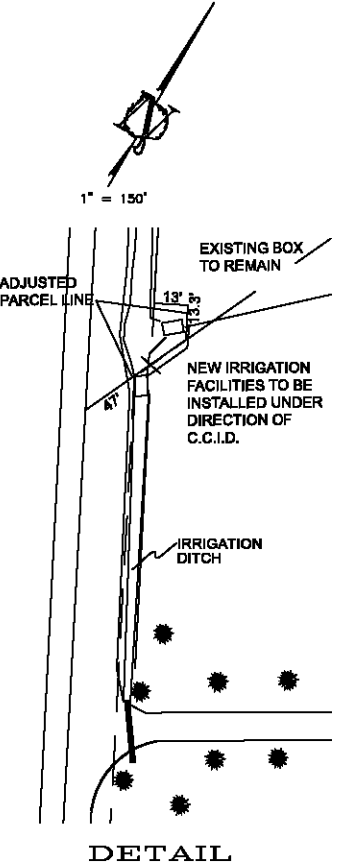 1" = 150'
EXISTING BOX
TO REMAIN
ADJUSTED
PARCEL LINE
13'
13.3'
47'
NEW IRRIGATION
FACILITIES TO BE
INSTALLED UNDER
DIRECTION OF
C.C.I.D.
IRRIGATION
DITCH
DETAIL